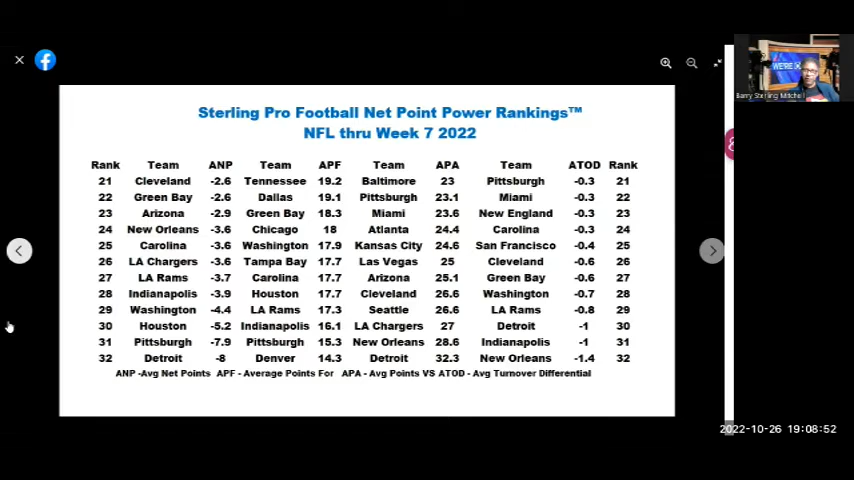 WE'RE
Barry Sterling Mitchell
Sterling Pro Football Net Point Power Rankings™
NFL thru Week 7 2022
Rank Team ANP Team APF Team APA Team ATOD Rank
21 Cleveland -2.6 Tennessee 19.2 Baltimore 23 Pittsburgh -0.3 21
22 Green Bay -2.6 Dallas 19.1 Pittsburgh 23.1 Miami -0.3 22
23 Arizona -2.9 Green Bay 18.3 Miami 23.6 New England -0.3 23
24 New Orleans -3.6 Chicago 18 Atlanta 24.4 Carolina -0.3 24
25 Carolina -3.6 Washington 17.9 Kansas City 24.6 San Francisco -0.4 25
26 LA Chargers -3.6 Tampa Bay 17.7 Las Vegas 25 Cleveland -0.6 26
27 LA Rams -3.7 Carolina 17.7 Arizona 25.1 Green Bay -0.6 27
28 Indianapolis -3.9 Houston 17.7 Cleveland 26.6 Washington -0.7 28
29 Washington -4.4 LA Rams 17.3 Seattle 26.6 LA Rams -0.8 29
30 Houston -5.2 Indianapolis 16.1 LA Chargers 27 Detroit -1 30
31 Pittsburgh -7.9 Pittsburgh 15.3 New Orleans 28.6 Indianapolis -1 31
32 Detroit -8 Denver 14.3 Detroit 32.3 New Orleans -1.4 32
ANP -Avg Net Points APF - Average Points For APA - Avg Points VS ATOD - Avg Turnover Differential
2022-10-26 19:08:52